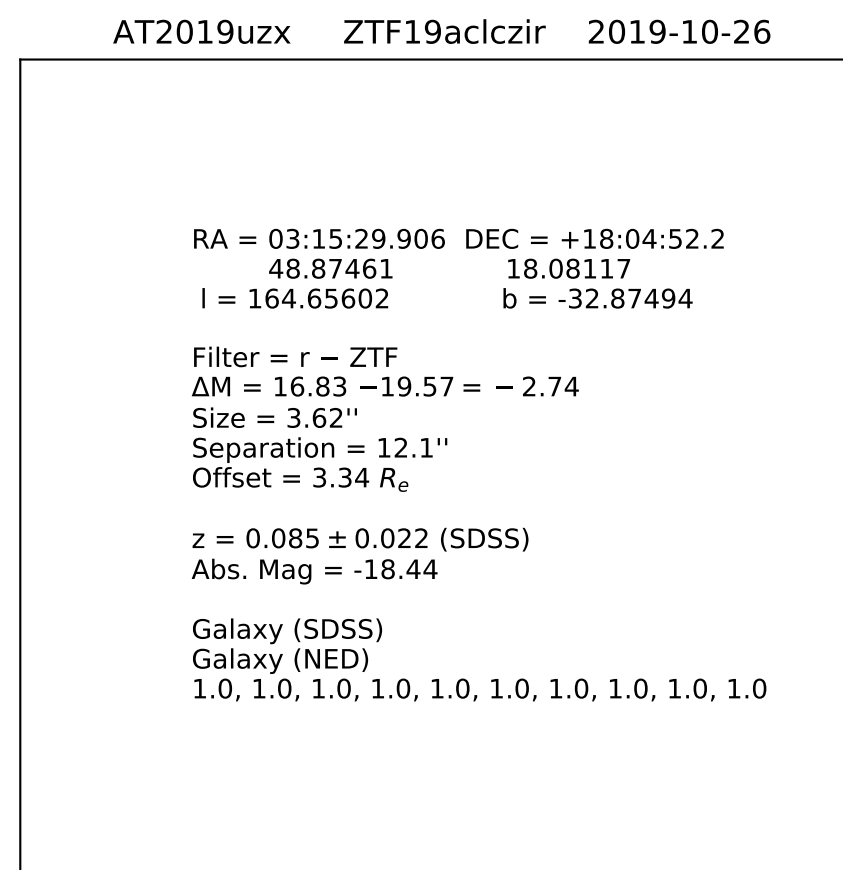 AT2019uzx ZTF19aclczir 2019-10-26
RA = 03:15:29.906 DEC = +18:04:52.2
48.87461 18.08117
l = 164.65602 b = -32.87494
Filter = r − ZTF
ΔM = 16.83 −19.57 = − 2.74
Size = 3.62''
Separation = 12.1''
Offset = 3.34 Rₑ
z = 0.085 ± 0.022 (SDSS)
Abs. Mag = -18.44
Galaxy (SDSS)
Galaxy (NED)
1.0, 1.0, 1.0, 1.0, 1.0, 1.0, 1.0, 1.0, 1.0, 1.0